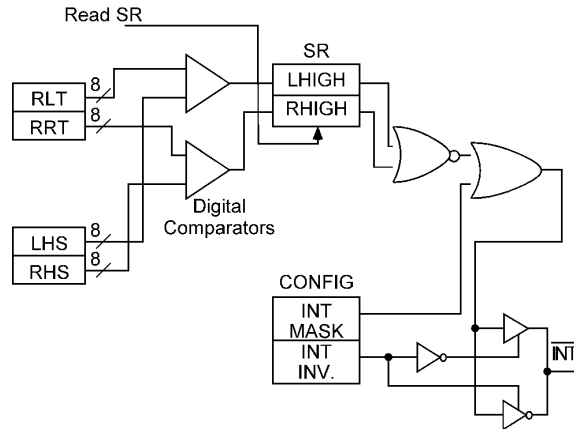 Read SR
SR
LHIGH
RHIGH
8
RLT
8
RRT
Digital
Comparators
8
LHS
8
RHS
CONFIG
INT
MASK
INT
INV.
INT